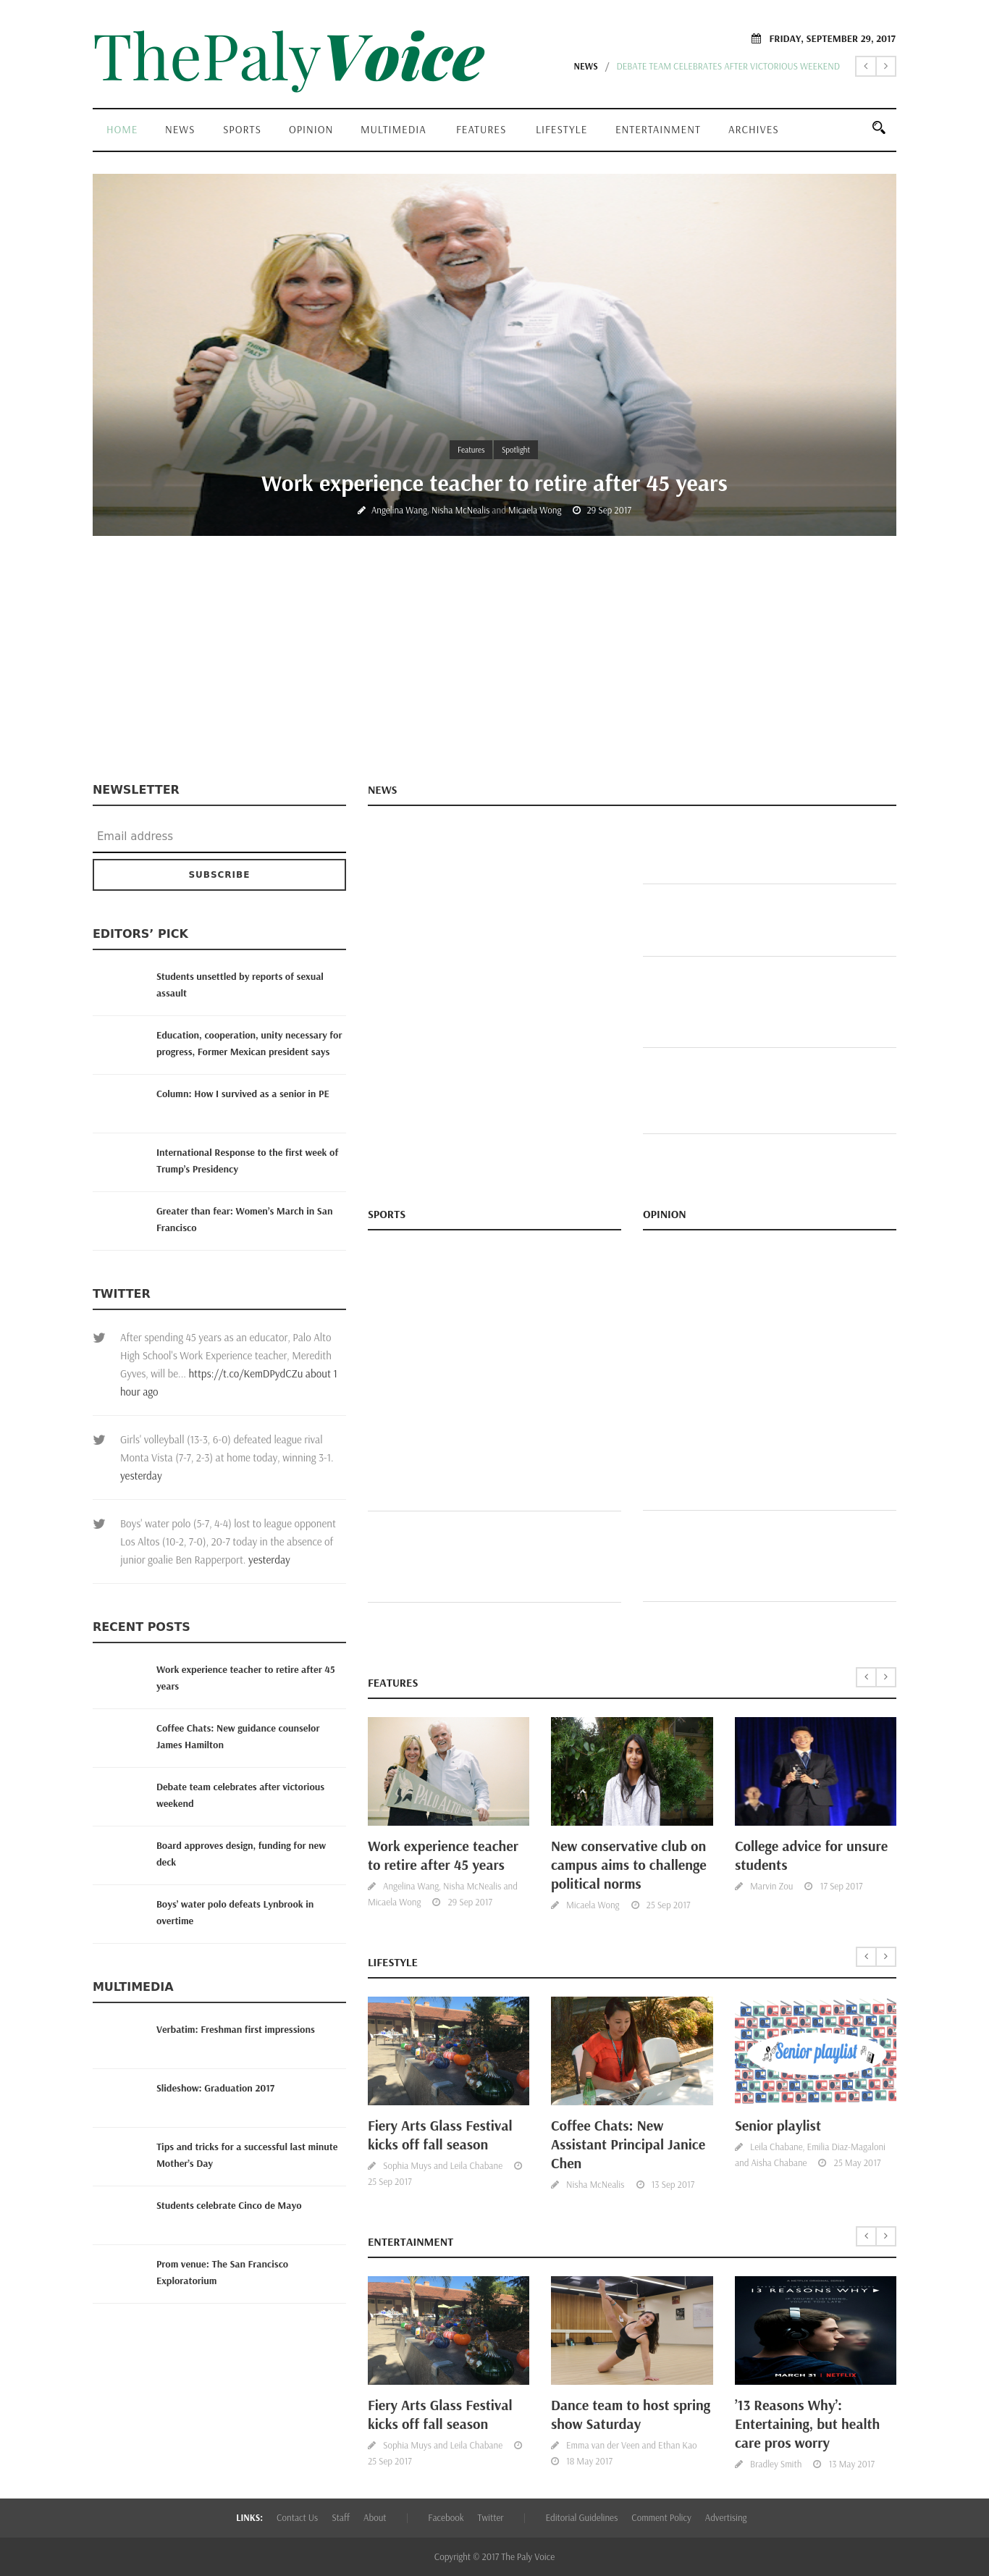 ThePalyVoice
FRIDAY, SEPTEMBER 29, 2017
NEWS / DEBATE TEAM CELEBRATES AFTER VICTORIOUS WEEKEND
HOME NEWS SPORTS OPINION MULTIMEDIA FEATURES LIFESTYLE ENTERTAINMENT ARCHIVES
Features Spotlight
Work experience teacher to retire after 45 years
Angelina Wang, Nisha McNealis and Micaela Wong 29 Sep 2017
NEWSLETTER
Email address
SUBSCRIBE
EDITORS’ PICK
Students unsettled by reports of sexual
assault
Education, cooperation, unity necessary for
progress, Former Mexican president says
Column: How I survived as a senior in PE
International Response to the first week of
Trump's Presidency
Greater than fear: Women's March in San
Francisco
TWITTER
After spending 45 years as an educator, Palo Alto
High School's Work Experience teacher, Meredith
Gyves, will be... https://t.co/KemDPydCZu about 1
hour ago
Girls' volleyball (13-3, 6-0) defeated league rival
Monta Vista (7-7, 2-3) at home today, winning 3-1.
yesterday
Boys' water polo (5-7, 4-4) lost to league opponent
Los Altos (10-2, 7-0), 20-7 today in the absence of
junior goalie Ben Rapperport. yesterday
RECENT POSTS
Work experience teacher to retire after 45
years
Coffee Chats: New guidance counselor
James Hamilton
Debate team celebrates after victorious
weekend
Board approves design, funding for new
deck
Boys' water polo defeats Lynbrook in
overtime
MULTIMEDIA
Verbatim: Freshman first impressions
Slideshow: Graduation 2017
Tips and tricks for a successful last minute
Mother's Day
Students celebrate Cinco de Mayo
Prom venue: The San Francisco
Exploratorium
NEWS
SPORTS
OPINION
FEATURES
Work experience teacher
to retire after 45 years
Angelina Wang, Nisha McNealis and
Micaela Wong 29 Sep 2017
New conservative club on
campus aims to challenge
political norms
Micaela Wong 25 Sep 2017
College advice for unsure
students
Marvin Zou 17 Sep 2017
LIFESTYLE
Fiery Arts Glass Festival
kicks off fall season
Sophia Muys and Leila Chabane
25 Sep 2017
Coffee Chats: New
Assistant Principal Janice
Chen
Nisha McNealis 13 Sep 2017
Senior playlist
Senior playlist
Leila Chabane, Emilia Diaz-Magaloni
and Aisha Chabane 25 May 2017
ENTERTAINMENT
Fiery Arts Glass Festival
kicks off fall season
Sophia Muys and Leila Chabane
25 Sep 2017
Dance team to host spring
show Saturday
Emma van der Veen and Ethan Kao
18 May 2017
13 REASONS WHY
MARCH 31 | NETFLIX
’13 Reasons Why’:
Entertaining, but health
care pros worry
Bradley Smith 13 May 2017
LINKS: Contact Us Staff About | Facebook Twitter | Editorial Guidelines Comment Policy Advertising
Copyright © 2017 The Paly Voice